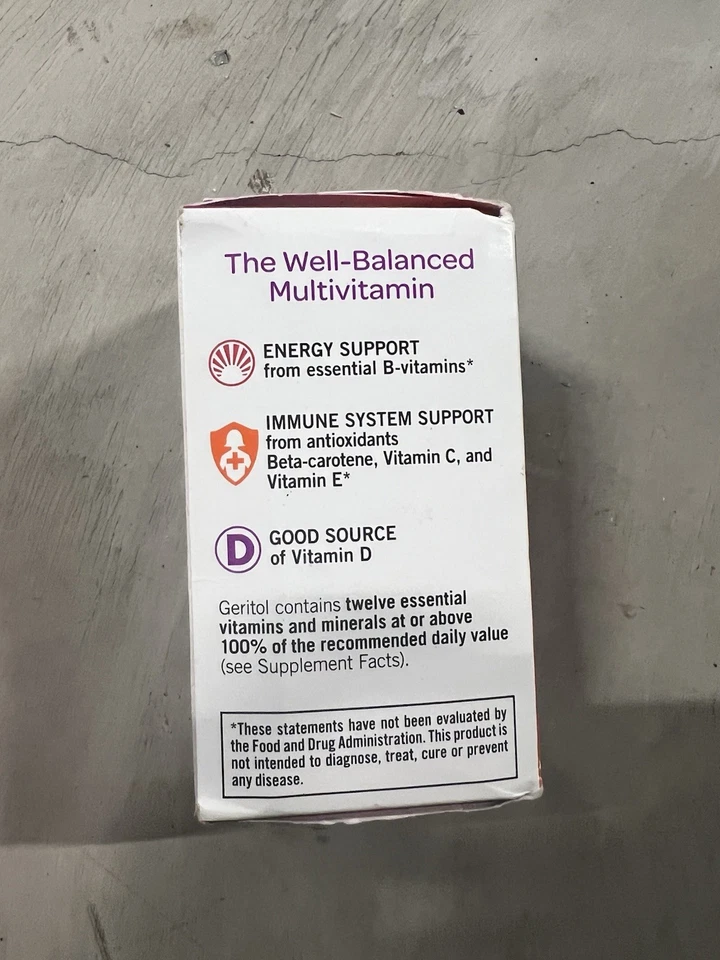 The Well-Balanced
Multivitamin
ENERGY SUPPORT
from essential B-vitamins*
IMMUNE SYSTEM SUPPORT
from antioxidants
Beta-carotene, Vitamin C, and
Vitamin E*
D
GOOD SOURCE
of Vitamin D
Geritol contains twelve essential
vitamins and minerals at or above
100% of the recommended daily value
(see Supplement Facts).
*These statements have not been evaluated by
the Food and Drug Administration. This product is
not intended to diagnose, treat, cure or prevent
any disease.